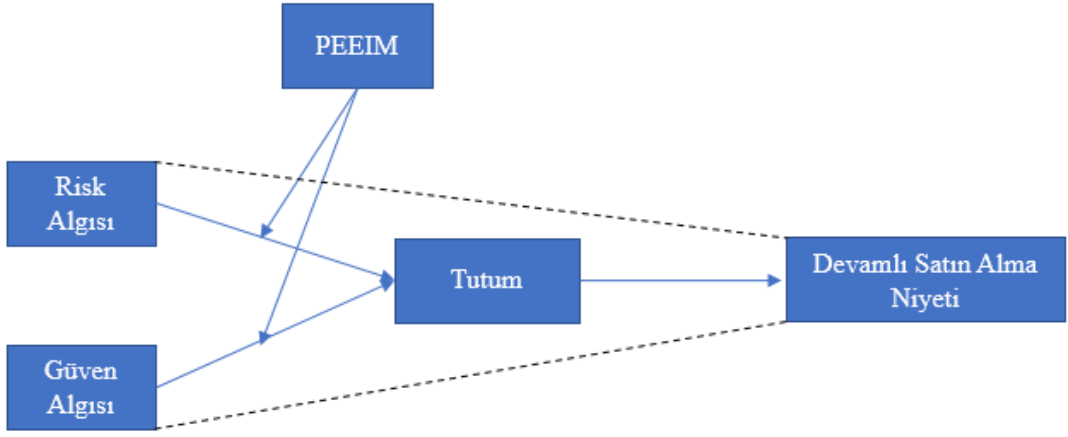 PEEIM
Risk
Algısı
Tutum
Devamlı Satın Alma
Niyeti
Güven
Algısı